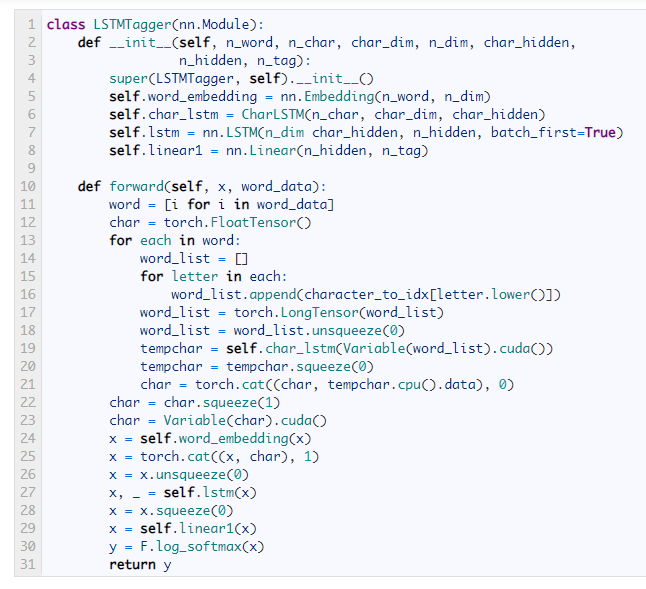 1 class LSTMTagger(nn.Module):
2     def __init__(self, n_word, n_char, char_dim, n_dim, char_hidden,
3                  n_hidden, n_tag):
4         super(LSTMTagger, self).__init__()
5         self.word_embedding = nn.Embedding(n_word, n_dim)
6         self.char_lstm = CharLSTM(n_char, char_dim, char_hidden)
7         self.lstm = nn.LSTM(n_dim char_hidden, n_hidden, batch_first=True)
8         self.linear1 = nn.Linear(n_hidden, n_tag)
9
10     def forward(self, x, word_data):
11         word = [i for i in word_data]
12         char = torch.FloatTensor()
13         for each in word:
14             word_list = []
15             for letter in each:
16                 word_list.append(character_to_idx[letter.lower()])
17             word_list = torch.LongTensor(word_list)
18             word_list = word_list.unsqueeze(0)
19             tempchar = self.char_lstm(Variable(word_list).cuda())
20             tempchar = tempchar.squeeze(0)
21             char = torch.cat((char, tempchar.cpu().data), 0)
22         char = char.squeeze(1)
23         char = Variable(char).cuda()
24         x = self.word_embedding(x)
25         x = torch.cat((x, char), 1)
26         x = x.unsqueeze(0)
27         x, _ = self.lstm(x)
28         x = x.squeeze(0)
29         x = self.linear1(x)
30         y = F.log_softmax(x)
31         return y